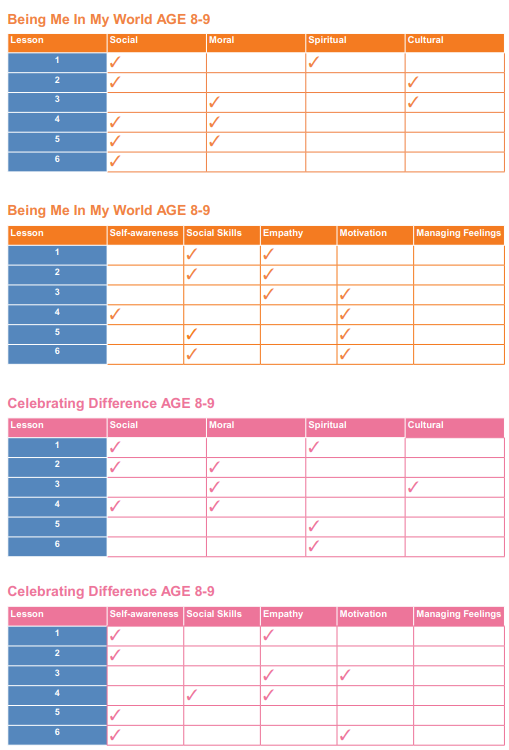 Being Me In My World AGE 8-9
Lesson Social Moral Spiritual Cultural
1 ✓ ✓
2 ✓ ✓
3 ✓ ✓
4 ✓ ✓
5 ✓ ✓
6 ✓
Being Me In My World AGE 8-9
Lesson Self-awareness Social Skills Empathy Motivation Managing Feelings
1 ✓ ✓
2 ✓ ✓
3 ✓ ✓
4 ✓ ✓
5 ✓ ✓
6 ✓ ✓
Celebrating Difference AGE 8-9
Lesson Social Moral Spiritual Cultural
1 ✓ ✓
2 ✓ ✓
3 ✓ ✓
4 ✓ ✓
5 ✓
6 ✓
Celebrating Difference AGE 8-9
Lesson Self-awareness Social Skills Empathy Motivation Managing Feelings
1 ✓ ✓
2 ✓
3 ✓ ✓
4 ✓ ✓
5 ✓
6 ✓ ✓